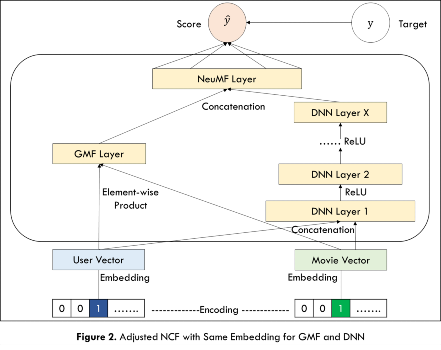 Score
ŷ
y
Target
NeuMF Layer
Concatenation
DNN Layer X
...... ReLU
GMF Layer
DNN Layer 2
Element-wise
Product
ReLU
DNN Layer 1
Concatenation
User Vector
Movie Vector
Embedding
Embedding
0 0 1 ....... ------------Encoding------------ 0 0 1 .......
Figure 2. Adjusted NCF with Same Embedding for GMF and DNN